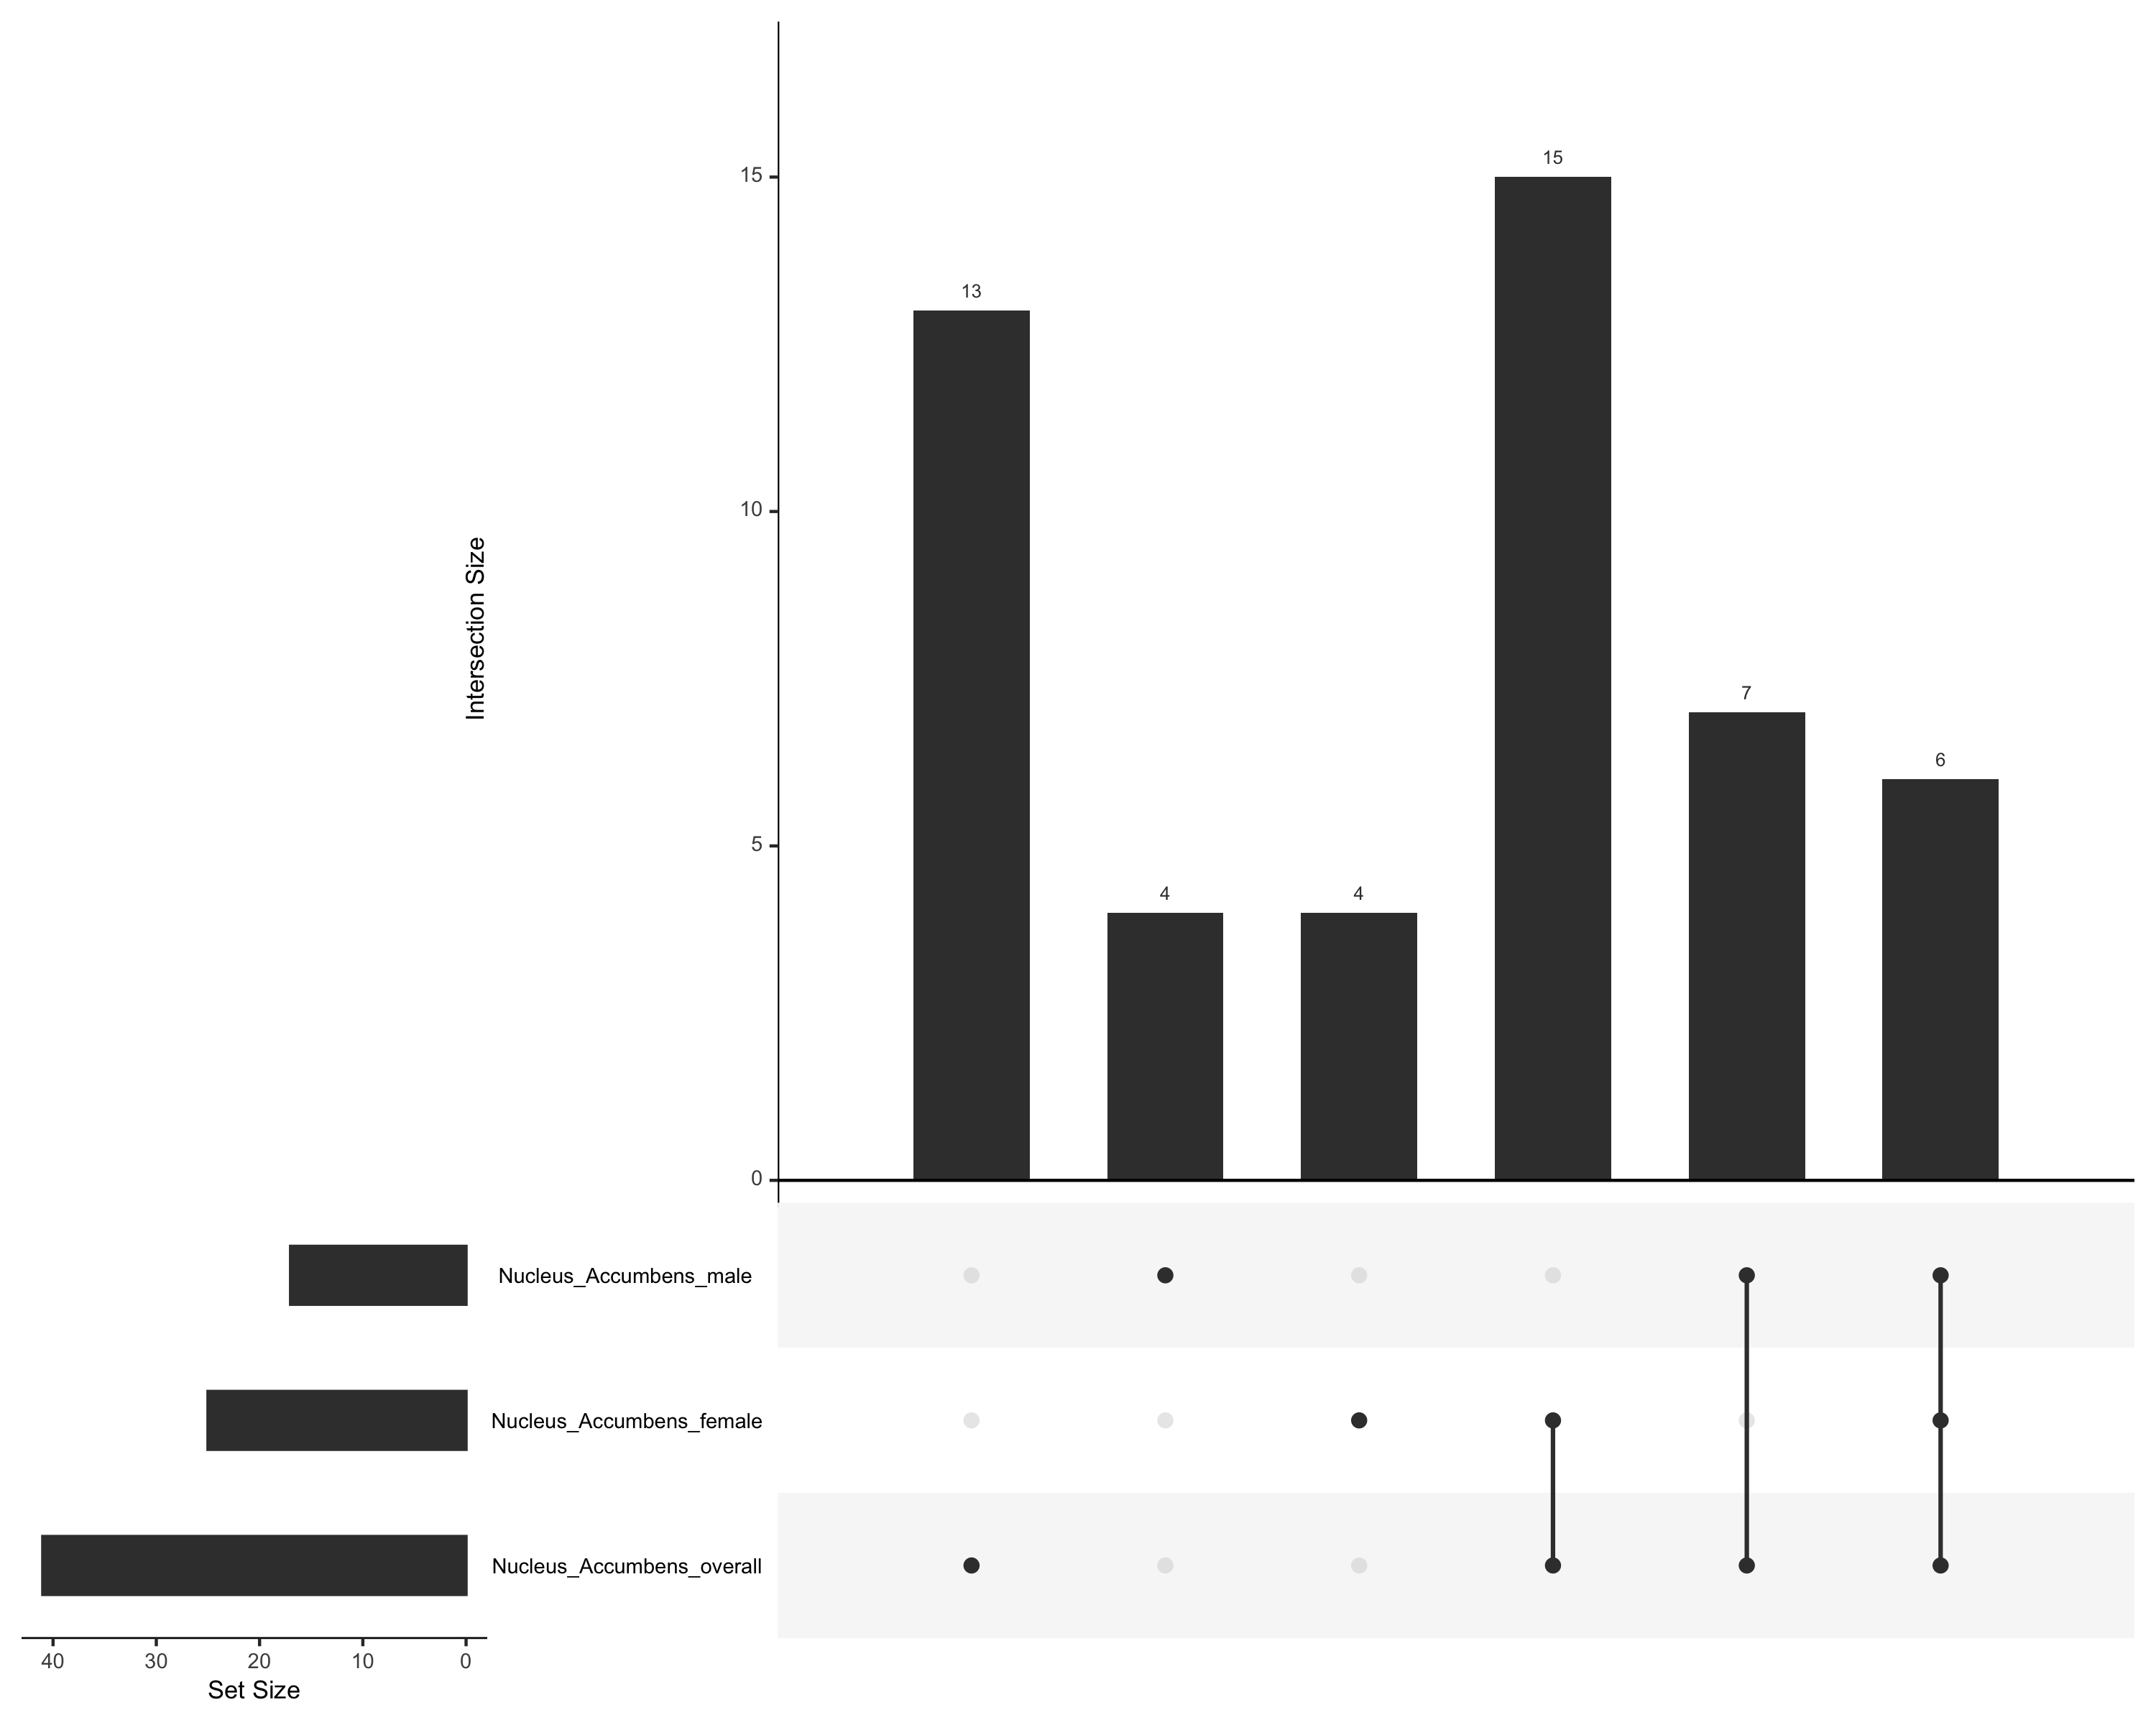 15
13
15
10
Intersection Size
7
6
5
4
4
0
Nucleus_Accumbens_male
Nucleus_Accumbens_female
Nucleus_Accumbens_overall
40 30 20 10 0
Set Size